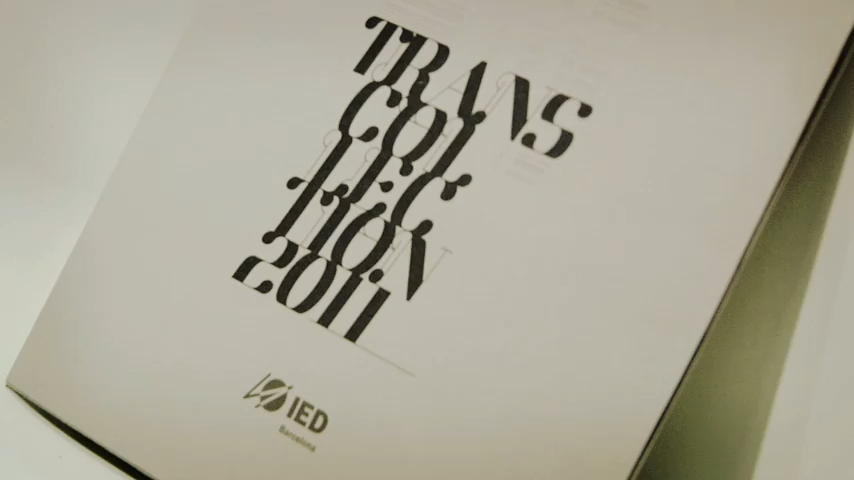 TRANS
COL
LEC
TION
2011
IED
Barcelona